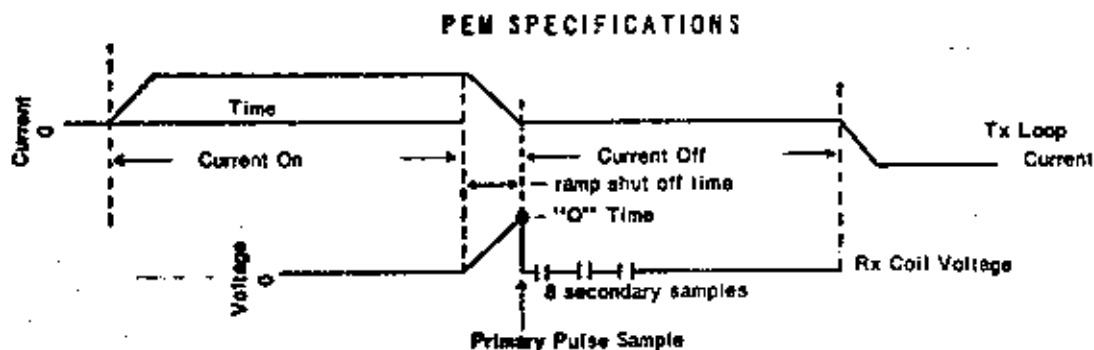 PEM SPECIFICATIONS
Current
0
Time
Tx Loop
Current
Current On
Current Off
ramp shut off time
"O" Time
Voltage
0
Rx Coil Voltage
8 secondary samples
Primary Pulse Sample